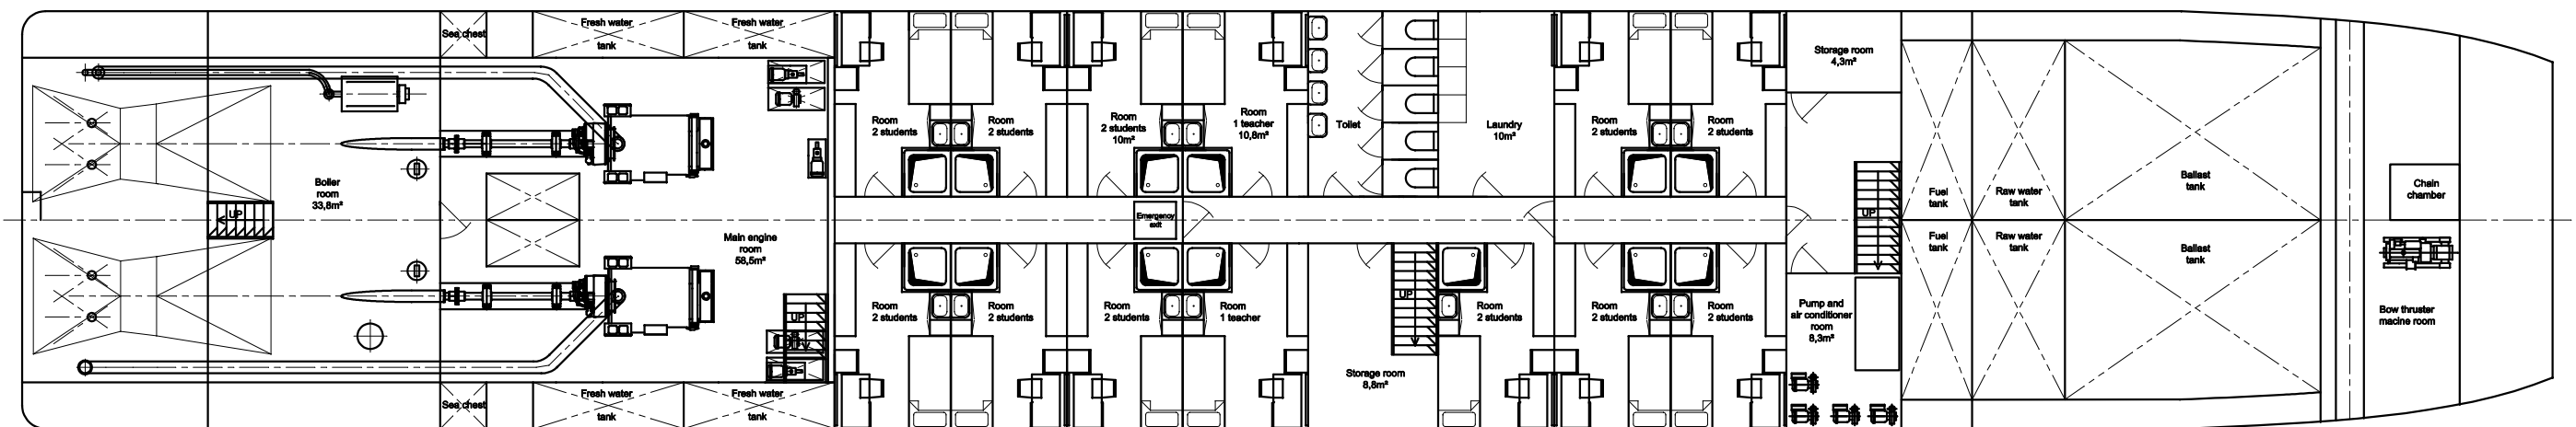 Sea chest
Fresh water
tank
Fresh water
tank
Boiler
room
33,8m²
UP
Main engine
room
58,5m²
UP
Sea chest
Fresh water
tank
Fresh water
tank
Room
2 students
Room
2 students
Room
2 students
10m²
Room
1 teacher
10,8m²
Toilet
Laundry
10m²
Room
2 students
Room
2 students
Emergency
exit
Room
2 students
Room
2 students
Room
2 students
Room
1 teacher
UP
Storage room
8,8m²
Room
2 students
Room
2 students
Room
2 students
Storage room
4,3m²
UP
Pump and
air conditioner
room
8,3m²
Fuel
tank
Raw water
tank
Ballast
tank
Fuel
tank
Raw water
tank
Ballast
tank
Chain
chamber
Bow thruster
macine room